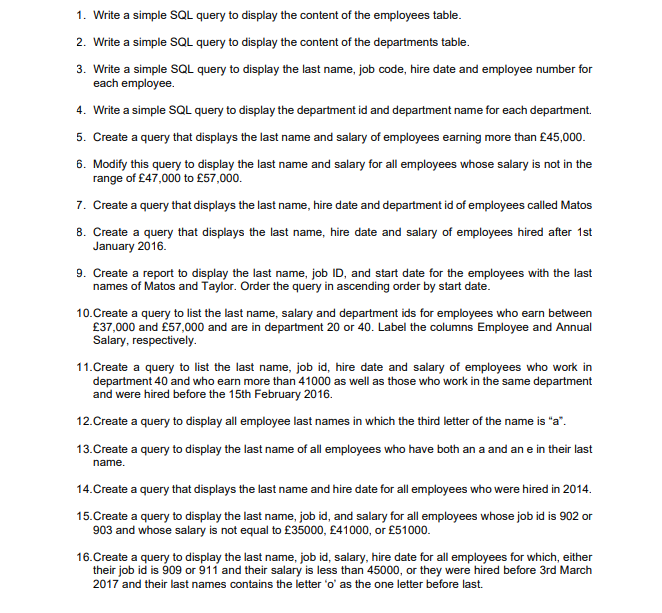 1. Write a simple SQL query to display the content of the employees table.
2. Write a simple SQL query to display the content of the departments table.
3. Write a simple SQL query to display the last name, job code, hire date and employee number for
each employee.
4. Write a simple SQL query to display the department id and department name for each department.
5. Create a query that displays the last name and salary of employees earning more than £45,000.
6. Modify this query to display the last name and salary for all employees whose salary is not in the
range of £47,000 to £57,000.
7. Create a query that displays the last name, hire date and department id of employees called Matos
8. Create a query that displays the last name, hire date and salary of employees hired after 1st
January 2016.
9. Create a report to display the last name, job ID, and start date for the employees with the last
names of Matos and Taylor. Order the query in ascending order by start date.
10.Create a query to list the last name, salary and department ids for employees who earn between
£37,000 and £57,000 and are in department 20 or 40. Label the columns Employee and Annual
Salary, respectively.
11.Create a query to list the last name, job id, hire date and salary of employees who work in
department 40 and who earn more than 41000 as well as those who work in the same department
and were hired before the 15th February 2016.
12.Create a query to display all employee last names in which the third letter of the name is “a”.
13.Create a query to display the last name of all employees who have both an a and an e in their last
name.
14.Create a query that displays the last name and hire date for all employees who were hired in 2014.
15.Create a query to display the last name, job id, and salary for all employees whose job id is 902 or
903 and whose salary is not equal to £35000, £41000, or £51000.
16.Create a query to display the last name, job id, salary, hire date for all employees for which, either
their job id is 909 or 911 and their salary is less than 45000, or they were hired before 3rd March
2017 and their last names contains the letter ‘o’ as the one letter before last.